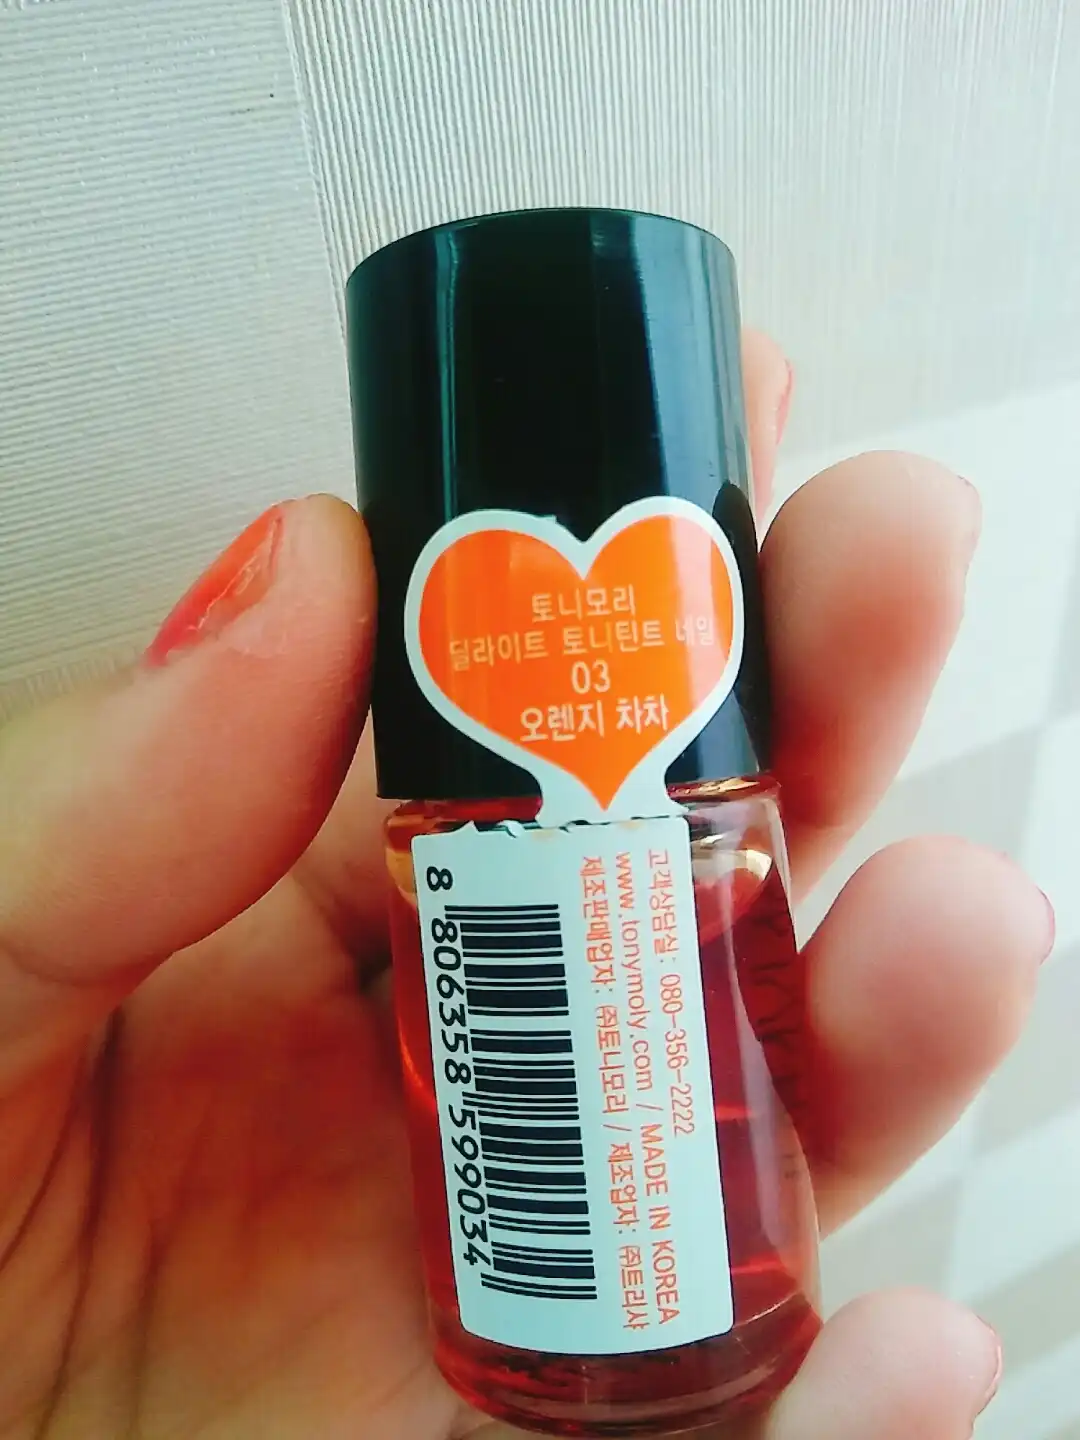 토니모리
딜라이트 토니틴트 네일
03
오렌지 차차
고객상담실: 080-356-2222
www.tonymoly.com / MADE IN KOREA
제조판매업자: ㈜토니모리 / 제조업자: ㈜트리샤
8 806358 599034